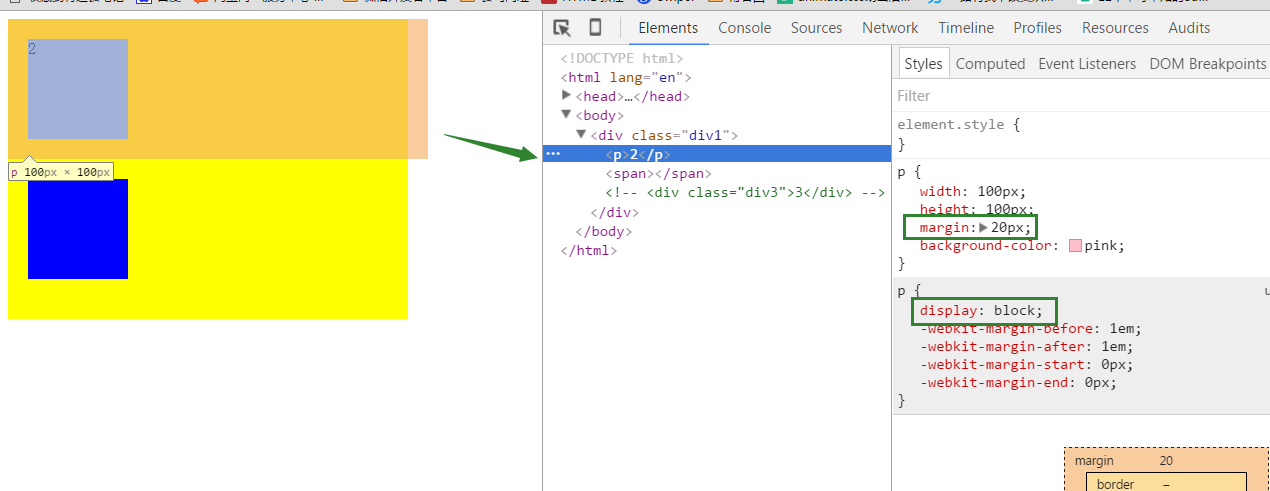 Elements Console Sources Network Timeline Profiles Resources Audits
2
p 100px × 100px
<!DOCTYPE html>
<html lang="en">
<head>…</head>
<body>
<div class="div1">
<p>2</p>
<span></span>
<!-- <div class="div3">3</div> -->
</div>
</body>
</html>
Styles Computed Event Listeners DOM Breakpoints
Filter
element.style {
}
p {
width: 100px;
height: 100px;
margin: 20px;
background-color: pink;
}
p {
display: block;
-webkit-margin-before: 1em;
-webkit-margin-after: 1em;
-webkit-margin-start: 0px;
-webkit-margin-end: 0px;
}
margin 20
border –